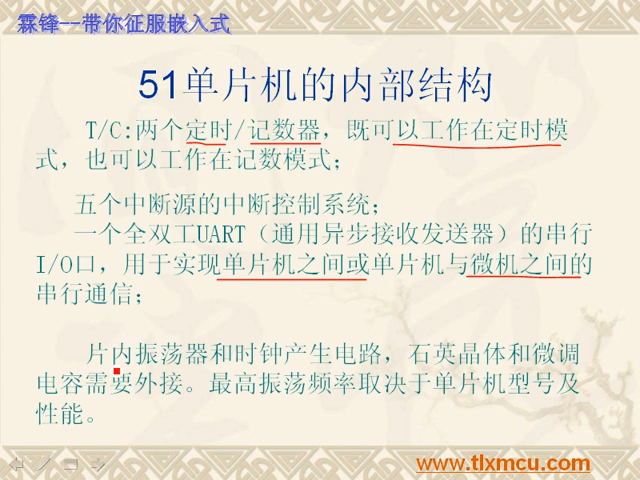 霖锋--带你征服嵌入式
51单片机的内部结构
T/C:两个定时/记数器，既可以工作在定时模
式，也可以工作在记数模式；
五个中断源的中断控制系统；
一个全双工UART（通用异步接收发送器）的串行
I/O口，用于实现单片机之间或单片机与微机之间的
串行通信；
片内振荡器和时钟产生电路，石英晶体和微调
电容需要外接。最高振荡频率取决于单片机型号及
性能。
www.tlxmcu.com